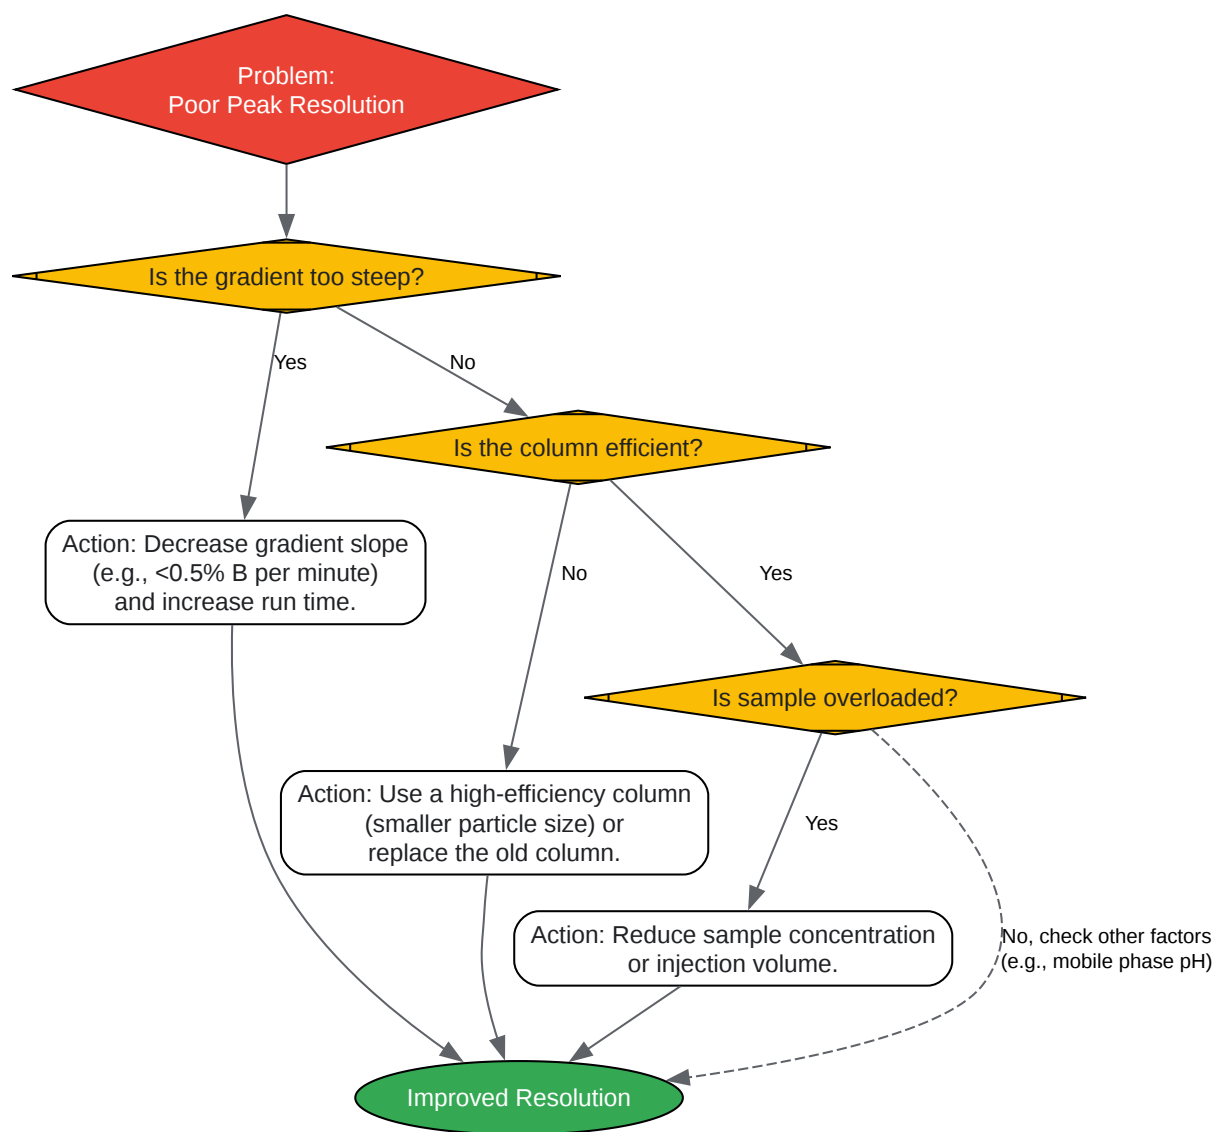 Problem:
Poor Peak Resolution
Is the gradient too steep?
Yes
No
Is the column efficient?
Action: Decrease gradient slope
(e.g., <0.5% B per minute)
and increase run time.
No
Yes
Is sample overloaded?
Action: Use a high-efficiency column
(smaller particle size) or
replace the old column.
Yes
Action: Reduce sample concentration
or injection volume.
No, check other factors
(e.g., mobile phase pH)
Improved Resolution